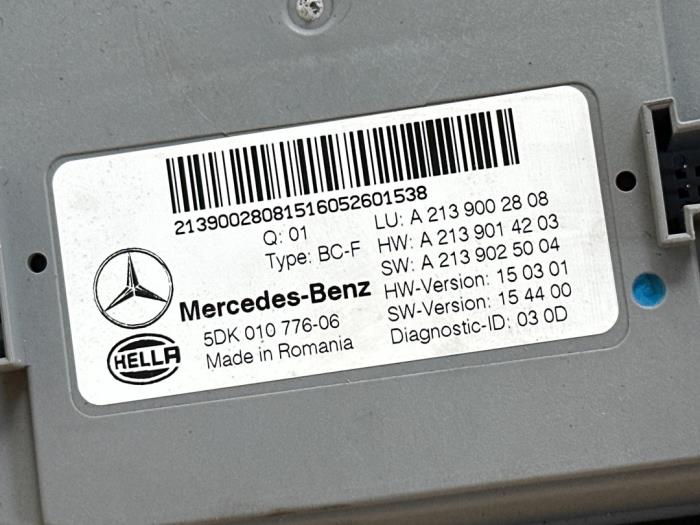 21390028081516052601538
Q: 01
Type: BC-F
LU: A 213 900 28 08
HW: A 213 901 42 03
SW: A 213 902 50 04
HW-Version: 15 03 01
SW-Version: 15 44 00
Diagnostic-ID: 03 0D
Mercedes-Benz
5DK 010 776-06
Made in Romania
HELLA